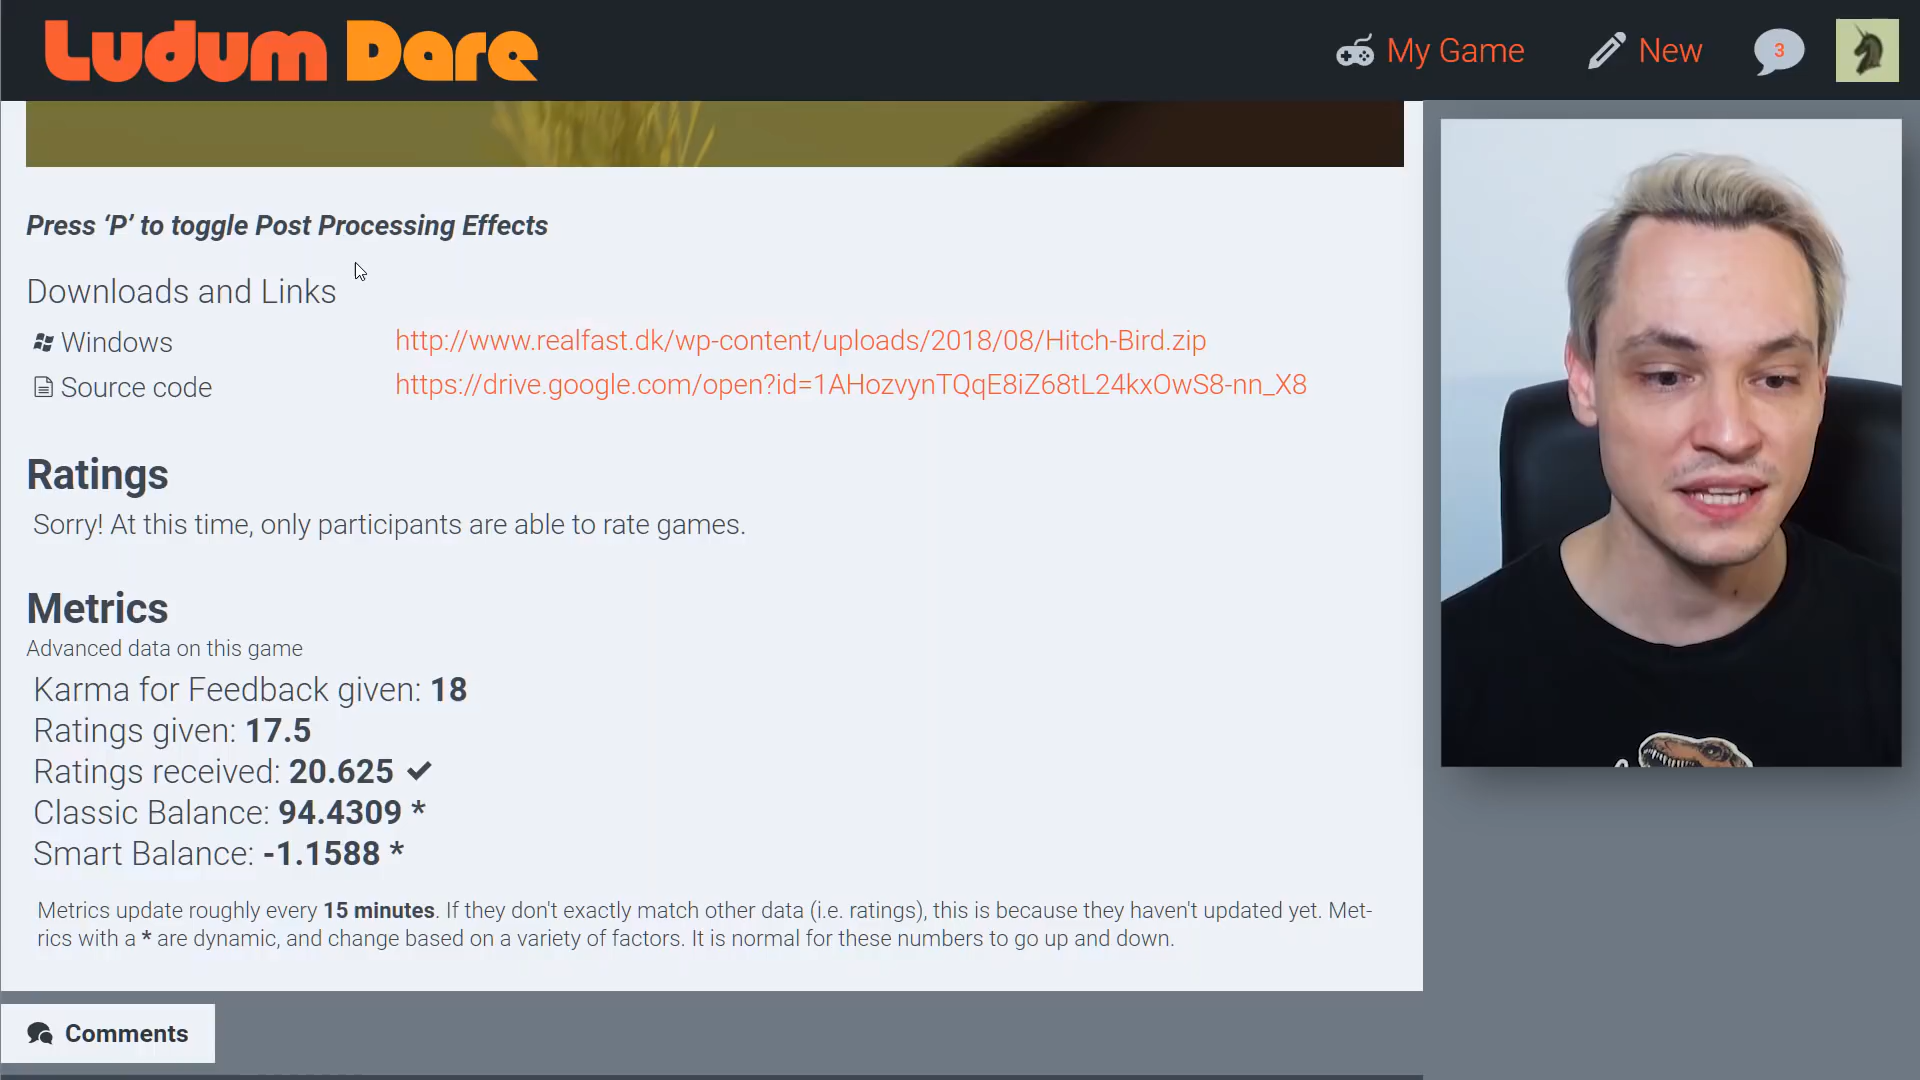 Ludum Dare
My Game
New
3
Press ‘P’ to toggle Post Processing Effects
Downloads and Links
Windows http://www.realfast.dk/wp-content/uploads/2018/08/Hitch-Bird.zip
Source code https://drive.google.com/open?id=1AHozvynTQqE8iZ68tL24kxOwS8-nn_X8
Ratings
Sorry! At this time, only participants are able to rate games.
Metrics
Advanced data on this game
Karma for Feedback given: 18
Ratings given: 17.5
Ratings received: 20.625 ✓
Classic Balance: 94.4309 *
Smart Balance: -1.1588 *
Metrics update roughly every 15 minutes. If they don't exactly match other data (i.e. ratings), this is because they haven't updated yet. Met-
rics with a * are dynamic, and change based on a variety of factors. It is normal for these numbers to go up and down.
Comments